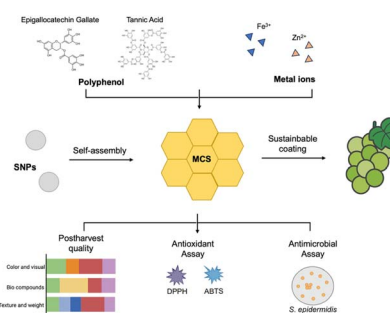 Epigallocatechin Gallate
Tannic Acid
Fe³⁺
Zn²⁺
Polyphenol
Metal ions
SNPs
Self-assembly
MCS
Sustainbable
coating
Postharvest
quality
Antioxidant
Assay
Antimicrobial
Assay
Color and visual
Bio compounds
Texture and weight
DPPH
ABTS
S. epidermidis